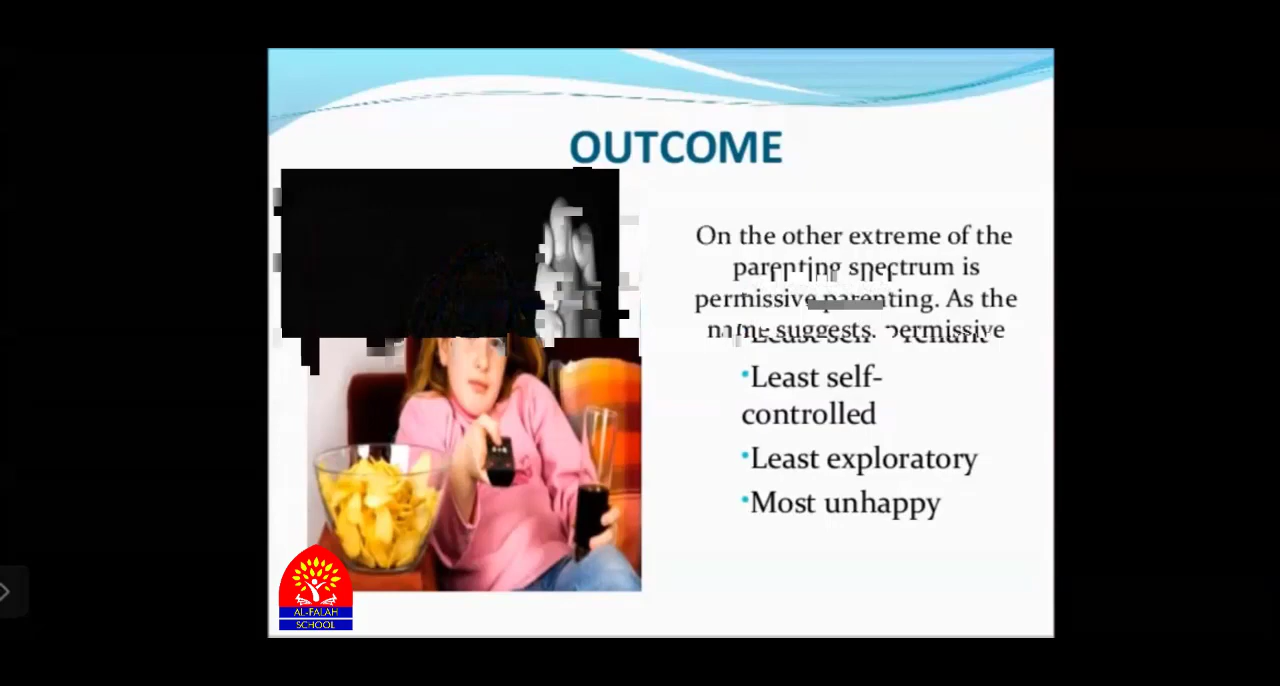 OUTCOME
On the other extreme of the
parenting spectrum is
permissive parenting. As the
name suggests, permissive
•Least self-
controlled
•Least exploratory
•Most unhappy
AL-FALAH
SCHOOL